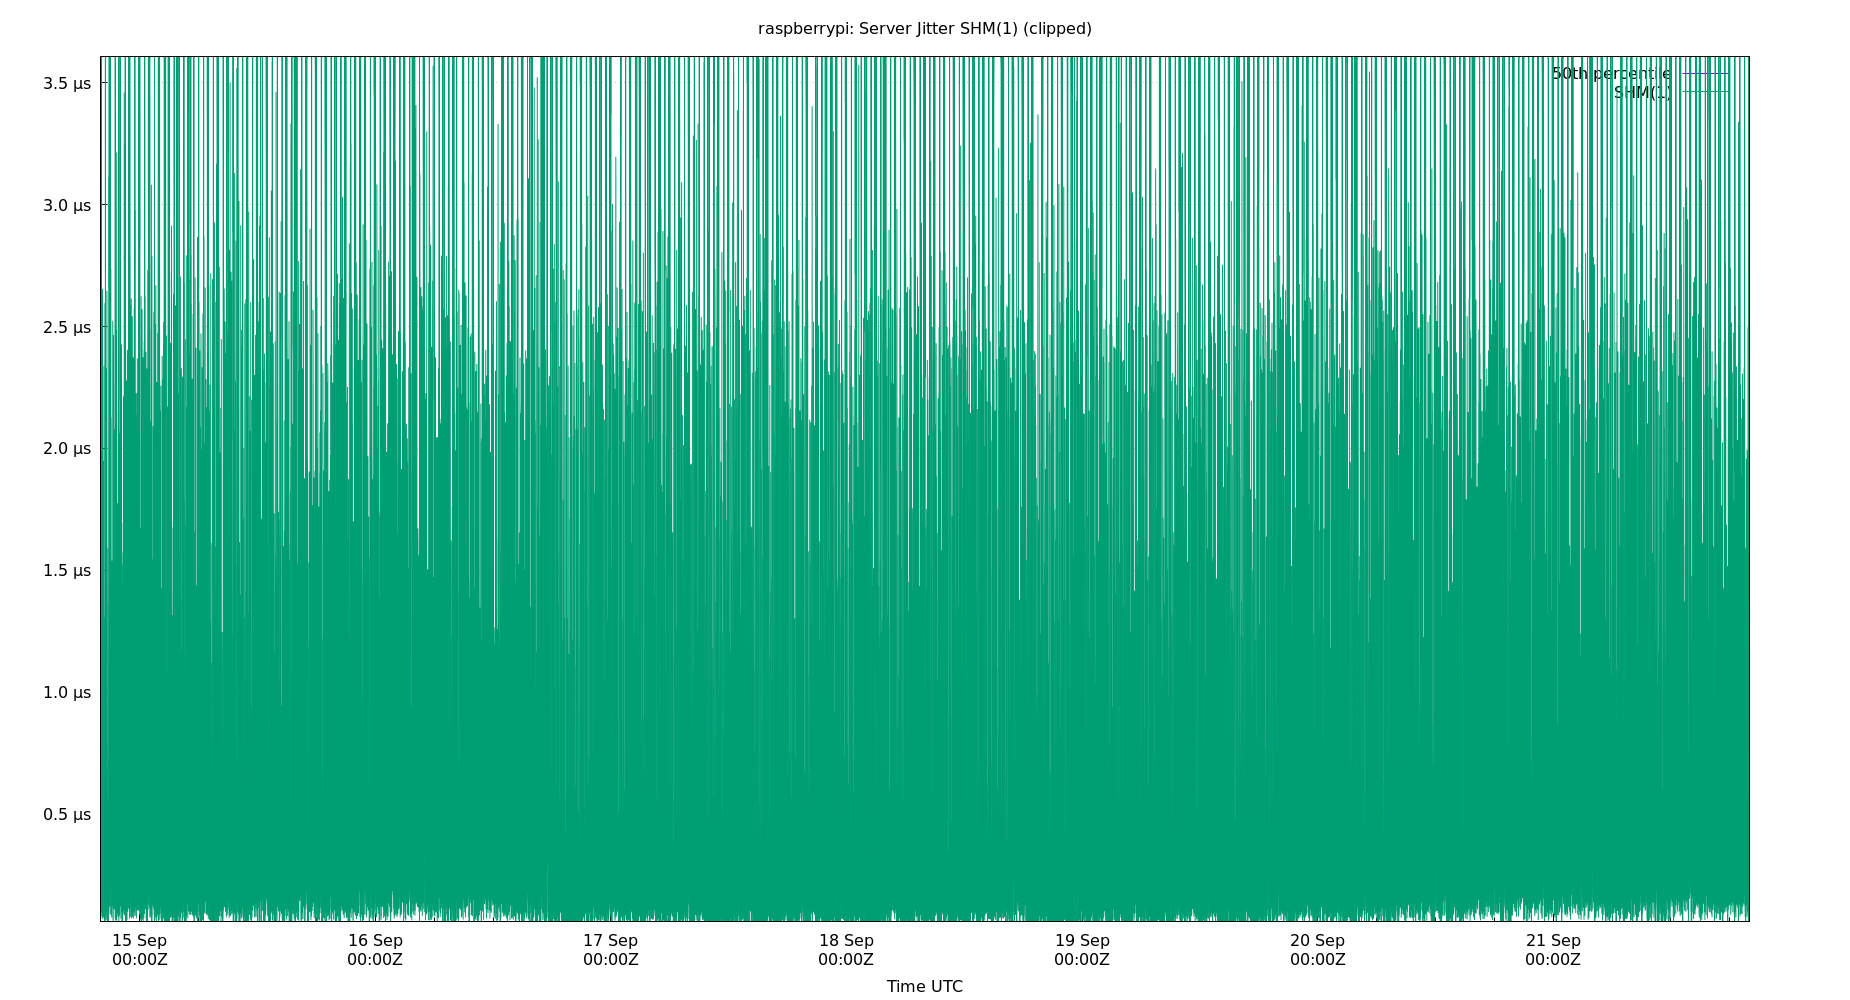 raspberrypi: Server Jitter SHM(1) (clipped)
50th percentile
SHM(1)
3.5 µs
3.0 µs
2.5 µs
2.0 µs
1.5 µs
1.0 µs
0.5 µs
15 Sep 16 Sep 17 Sep 18 Sep 19 Sep 20 Sep 21 Sep
00:00Z 00:00Z 00:00Z 00:00Z 00:00Z 00:00Z 00:00Z
Time UTC